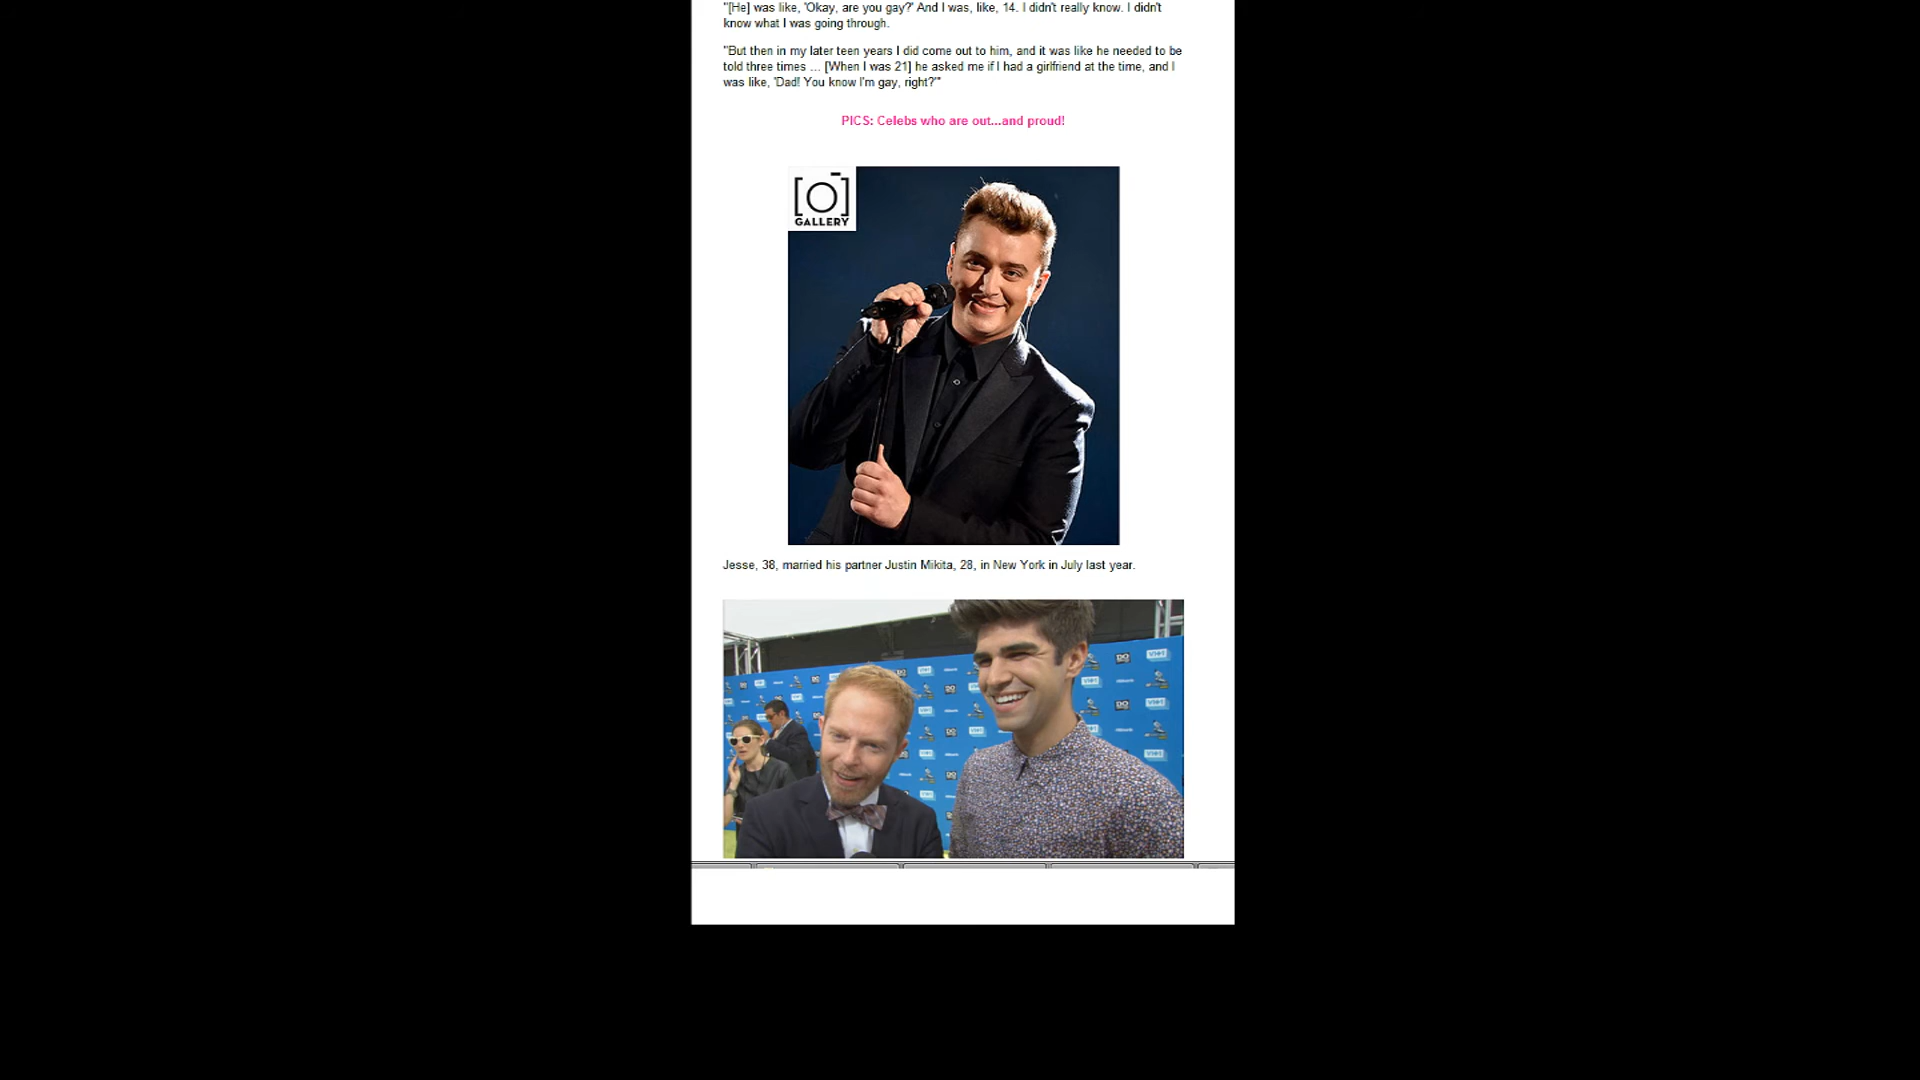 "[He] was like, 'Okay, are you gay?' And I was, like, 14. I didn't really know. I didn't
know what I was going through.
"But then in my later teen years I did come out to him, and it was like he needed to be
told three times ... [When I was 21] he asked me if I had a girlfriend at the time, and I
was like, 'Dad! You know I'm gay, right?'"
PICS: Celebs who are out...and proud!
GALLERY
Jesse, 38, married his partner Justin Mikita, 28, in New York in July last year.